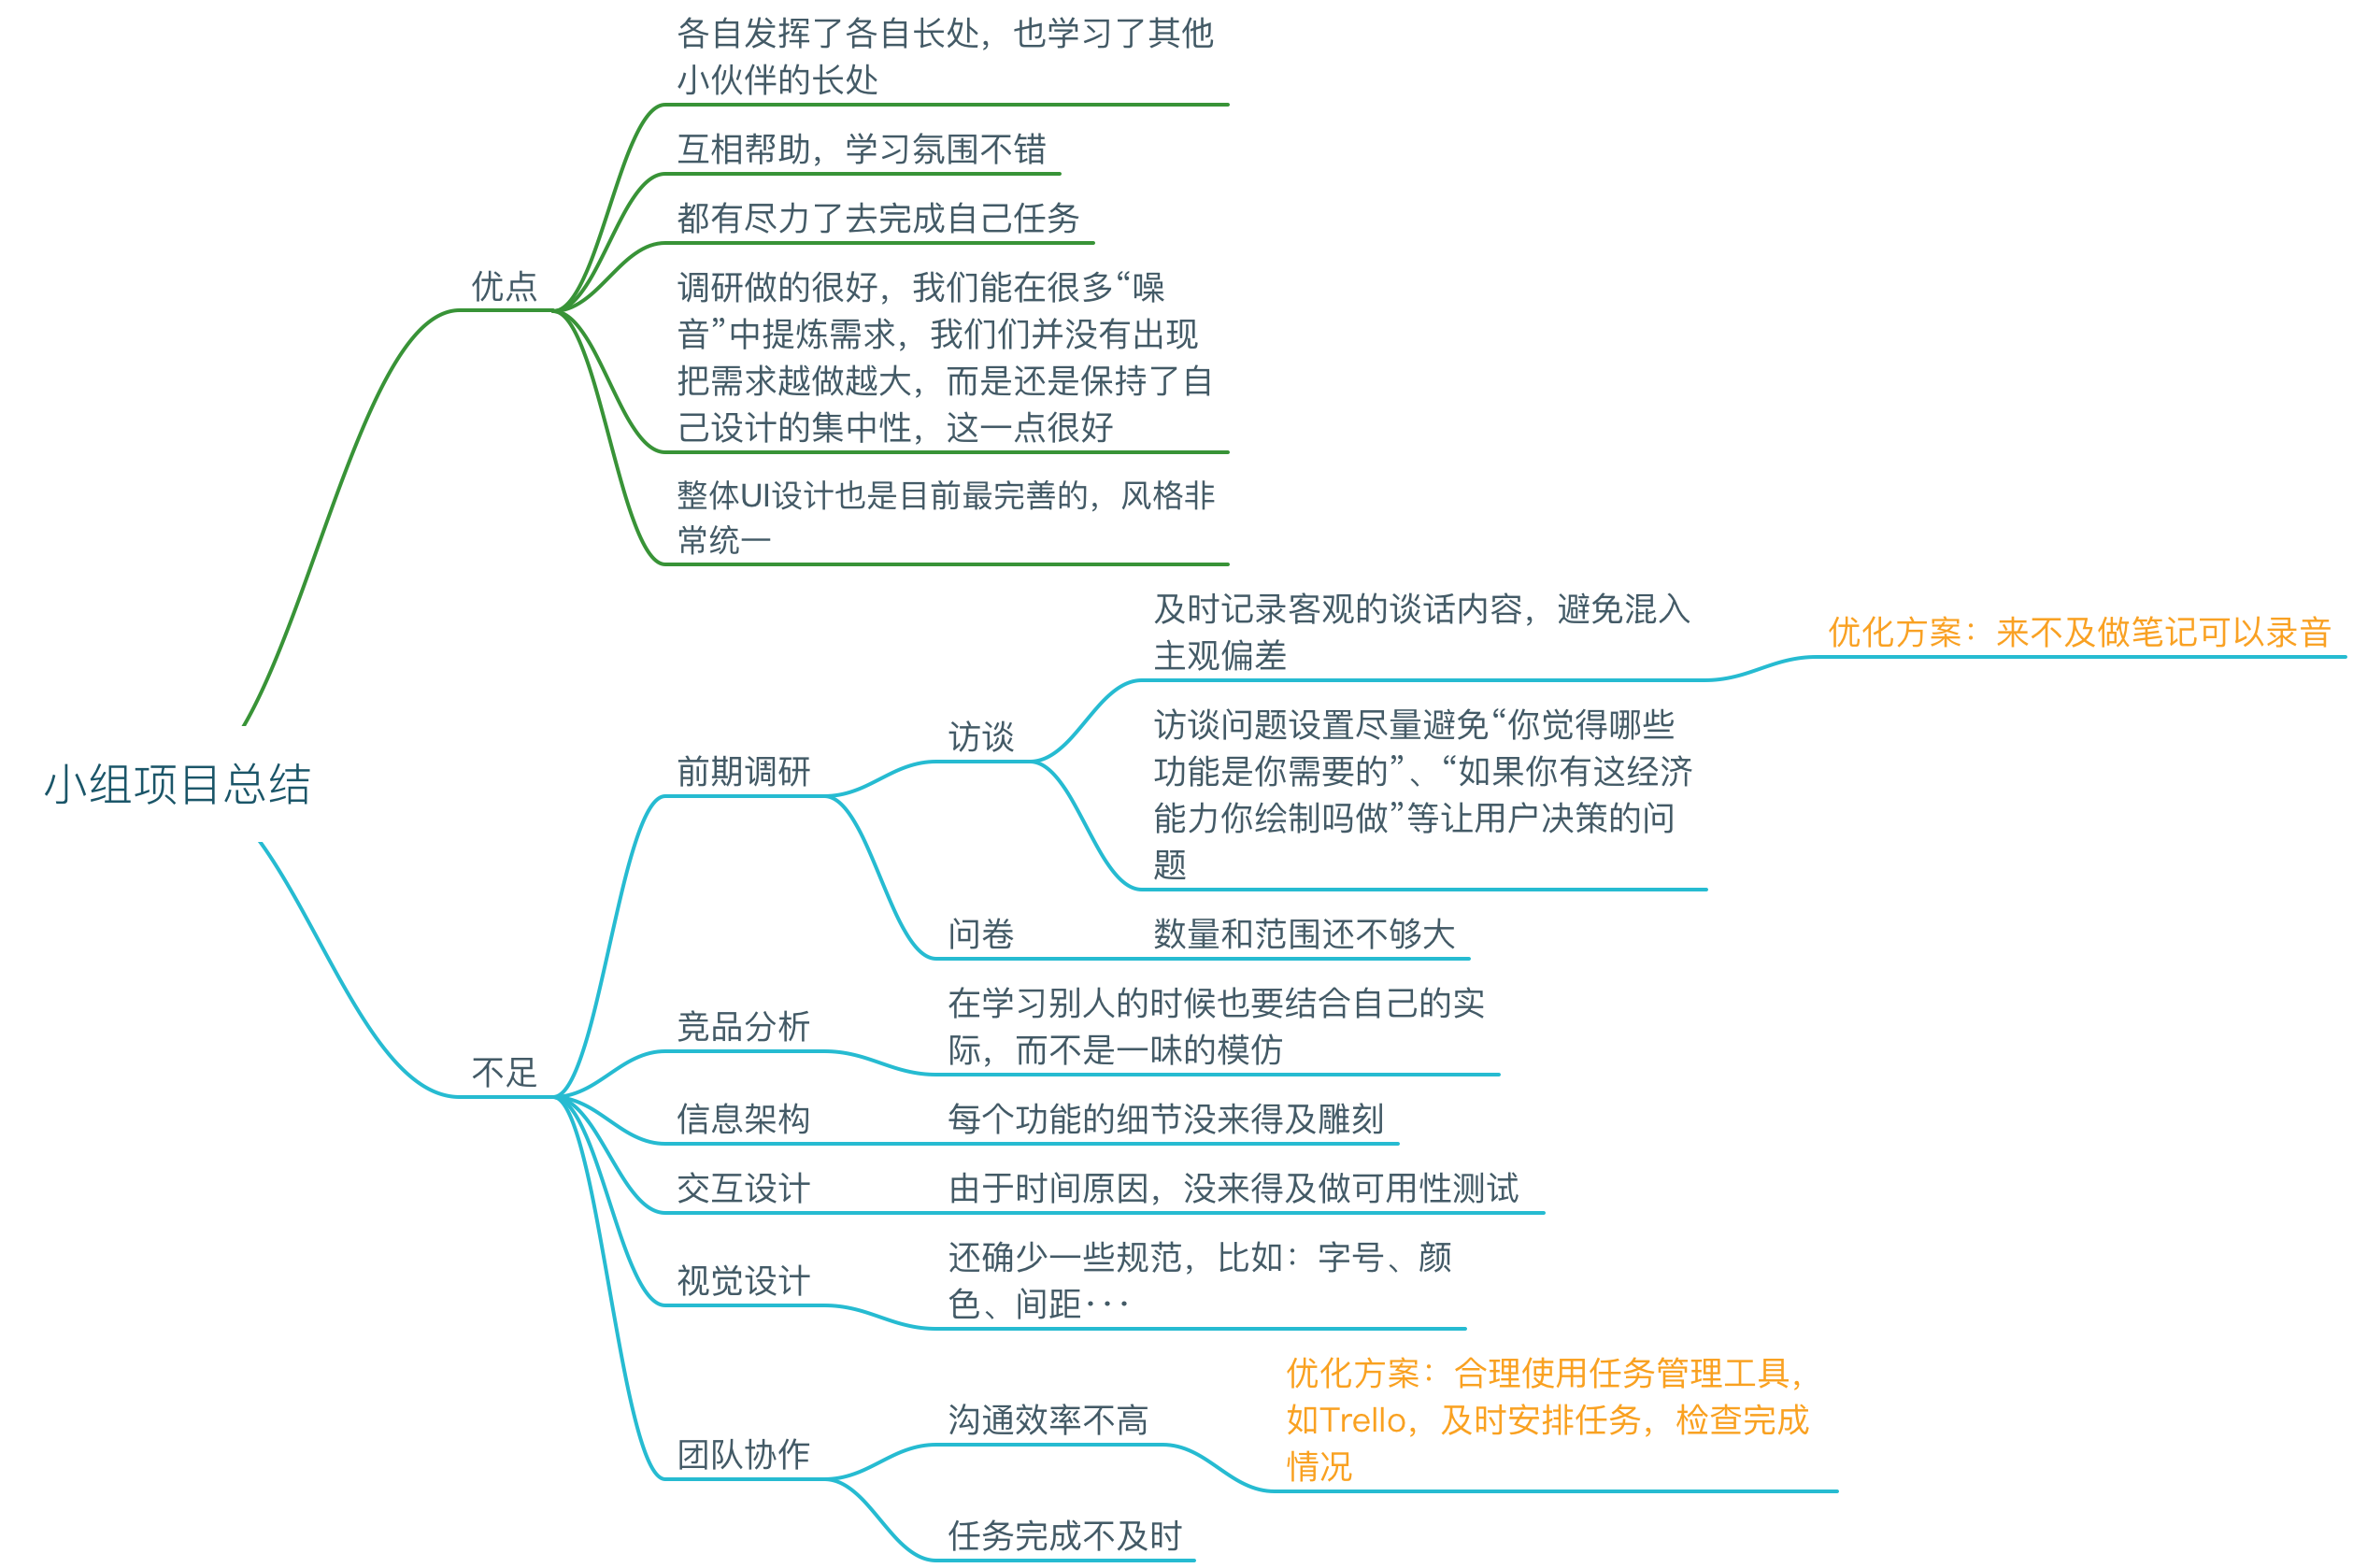 小组项目总结
优点
各自发挥了各自长处，也学习了其他
小伙伴的长处
互相帮助，学习氛围不错
都有尽力了去完成自己任务
调研做的很好，我们能在很多“噪
音”中提炼需求，我们们并没有出现
把需求越做越大，而是还是保持了自
己设计的集中性，这一点很好
整体UI设计也是目前最完善的，风格非
常统一
不足
前期调研
访谈
及时记录客观的谈话内容，避免混入
主观偏差
优化方案：来不及做笔记可以录音
访谈问题设置尽量避免“你觉得哪些
功能是你需要的”、“如果你有这经济
能力你绘制吗做”等让用户决策的问
题
问卷
数量和范围还不够大
竞品分析
在学习别人的时候也要结合自己的实
际，而不是一味的模仿
信息架构
每个功能的细节没来得及雕刻
交互设计
由于时间原因，没来得及做可用性测试
视觉设计
还确少一些规范，比如：字号、颜
色、间距···
团队协作
沟通效率不高
优化方案：合理使用任务管理工具，
如Trello，及时安排任务，检查完成
情况
任务完成不及时